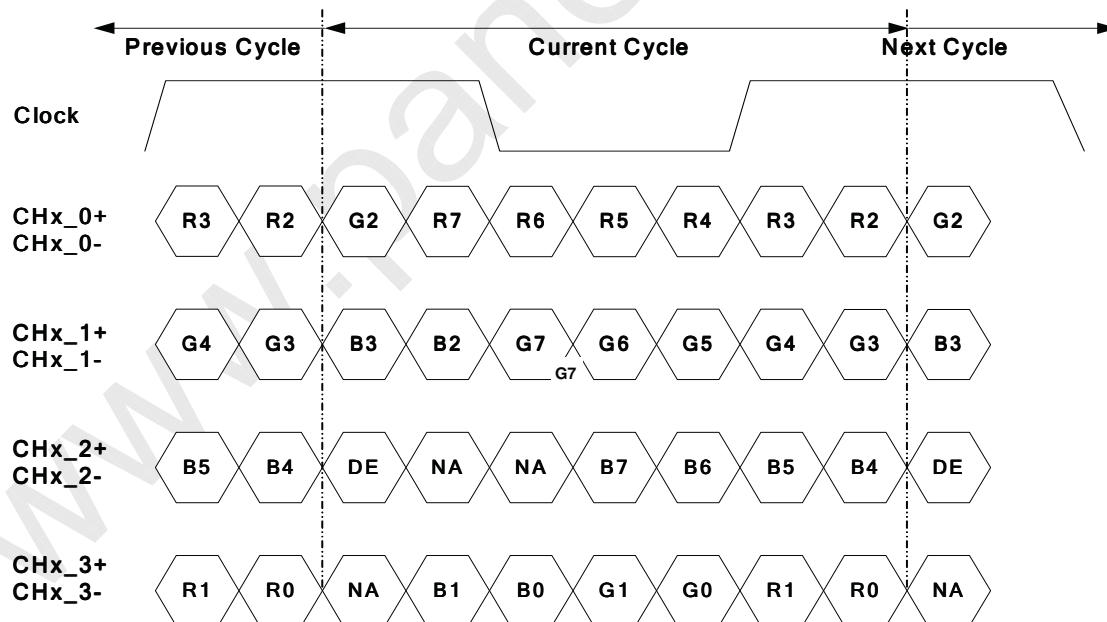 Previous Cycle Current Cycle Next Cycle
Clock
CHx_0+
CHx_0-
R3 R2 G2 R7 R6 R5 R4 R3 R2 G2
CHx_1+
CHx_1-
G4 G3 B3 B2 G7 G6 G5 G4 G3 B3
G7
CHx_2+
CHx_2-
B5 B4 DE NA NA B7 B6 B5 B4 DE
CHx_3+
CHx_3-
R1 R0 NA B1 B0 G1 G0 R1 R0 NA
www.pan